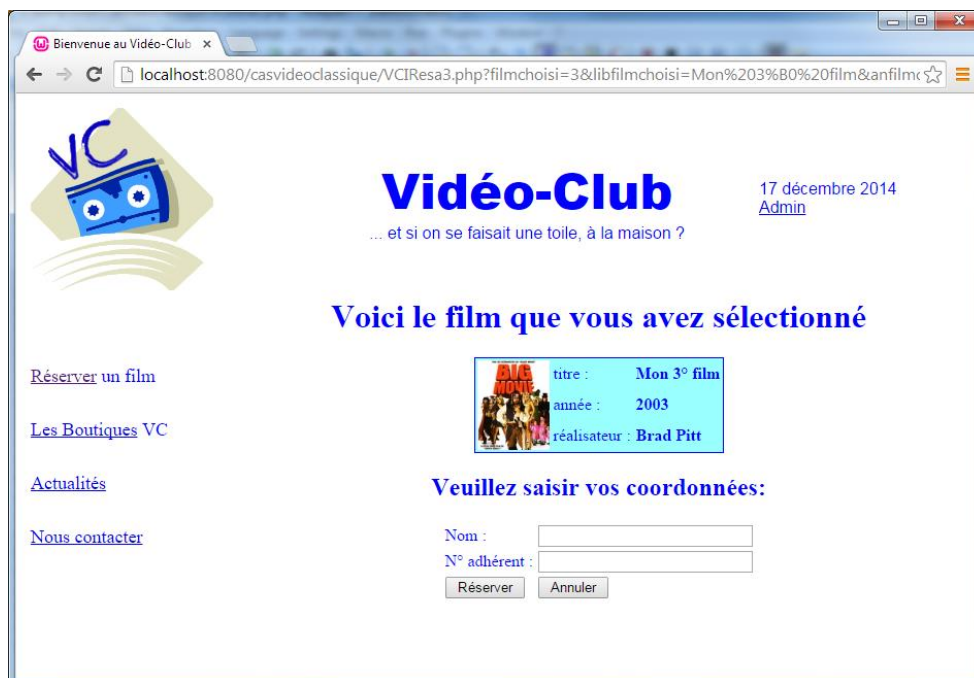 Bienvenue au Vidéo-Club
localhost:8080/casvideoclassique/VCIResa3.php?filmchoisi=3&libfilmchoisi=Mon%203%B0%20film&anfilmc
VC
Vidéo-Club
... et si on se faisait une toile, à la maison ?
17 décembre 2014
Admin
Voici le film que vous avez sélectionné
Réserver un film
Les Boutiques VC
Actualités
Nous contacter
BIG
MOVIE
titre : Mon 3° film
année : 2003
réalisateur : Brad Pitt
Veuillez saisir vos coordonnées:
Nom :
N° adhérent :
Réserver Annuler